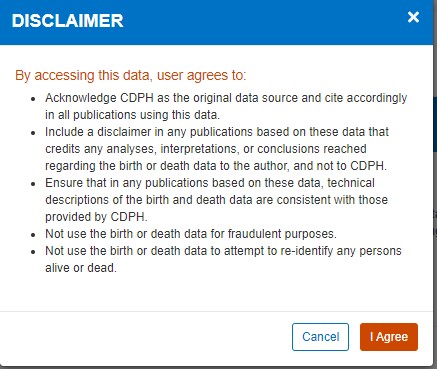 DISCLAIMER
×
By accessing this data, user agrees to:
• Acknowledge CDPH as the original data source and cite accordingly
in all publications using this data.
• Include a disclaimer in any publications based on these data that
credits any analyses, interpretations, or conclusions reached
regarding the birth or death data to the author, and not to CDPH.
• Ensure that in any publications based on these data, technical
descriptions of the birth and death data are consistent with those
provided by CDPH.
• Not use the birth or death data for fraudulent purposes.
• Not use the birth or death data to attempt to re-identify any persons
alive or dead.
Cancel
I Agree